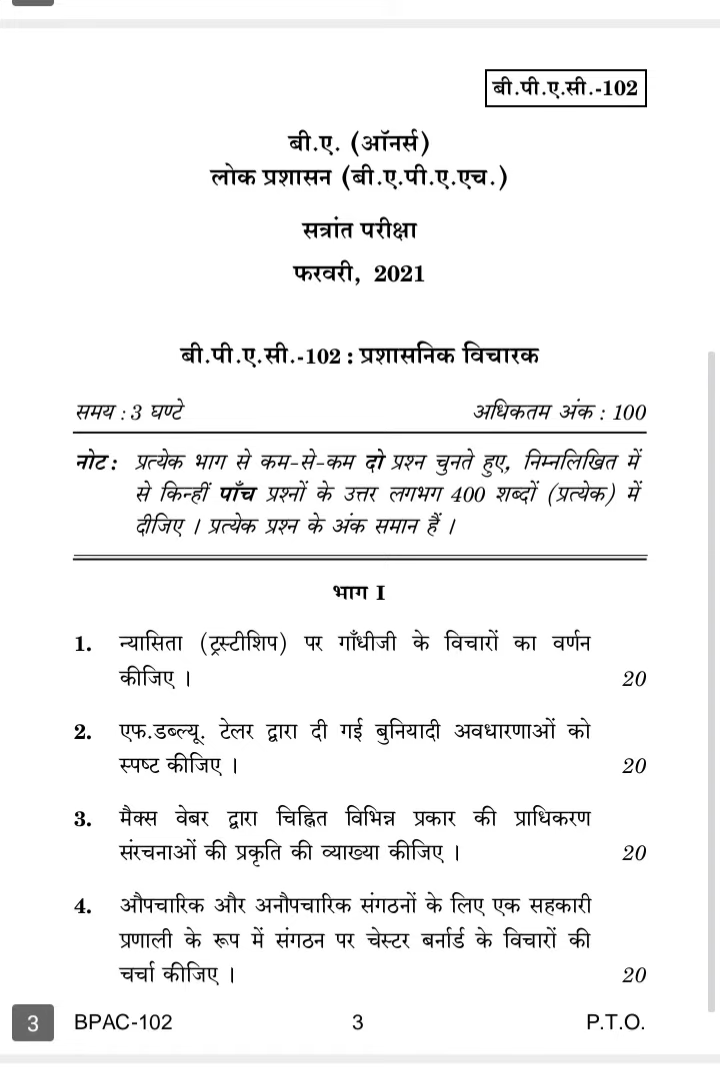 बी.पी.ए.सी.-102
बी.ए. (ऑनर्स)
लोक प्रशासन (बी.ए.पी.ए.एच.)
सत्रांत परीक्षा
फरवरी, 2021
बी.पी.ए.सी.-102 : प्रशासनिक विचारक
समय : 3 घण्टे अधिकतम अंक : 100
नोट : प्रत्येक भाग से कम-से-कम दो प्रश्न चुनते हुए, निम्नलिखित में
से किन्हीं पाँच प्रश्नों के उत्तर लगभग 400 शब्दों (प्रत्येक) में
दीजिए । प्रत्येक प्रश्न के अंक समान हैं ।
भाग I
1. न्यासिता (ट्रस्टीशिप) पर गाँधीजी के विचारों का वर्णन
कीजिए । 20
2. एफ.डब्ल्यू. टेलर द्वारा दी गई बुनियादी अवधारणाओं को
स्पष्ट कीजिए । 20
3. मैक्स वेबर द्वारा चिह्नित विभिन्न प्रकार की प्राधिकरण
संरचनाओं की प्रकृति की व्याख्या कीजिए । 20
4. औपचारिक और अनौपचारिक संगठनों के लिए एक सहकारी
प्रणाली के रूप में संगठन पर चेस्टर बर्नार्ड के विचारों की
चर्चा कीजिए । 20
3 BPAC-102 3 P.T.O.